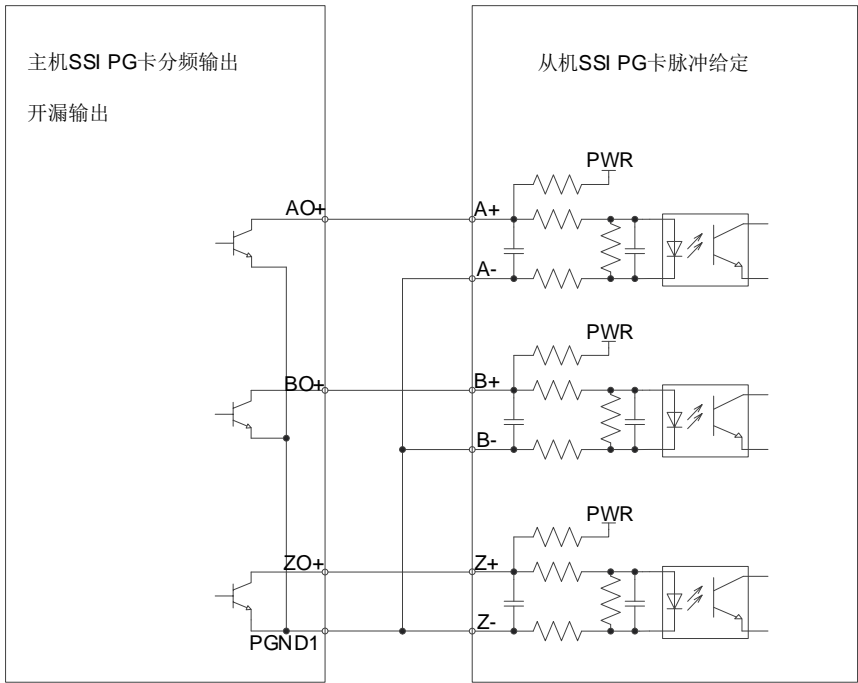 主机SSI PG卡分频输出
开漏输出
从机SSI PG卡脉冲给定
PWR
AO+
A+
A-
PWR
BO+
B+
B-
PWR
ZO+
Z+
Z-
PGND1